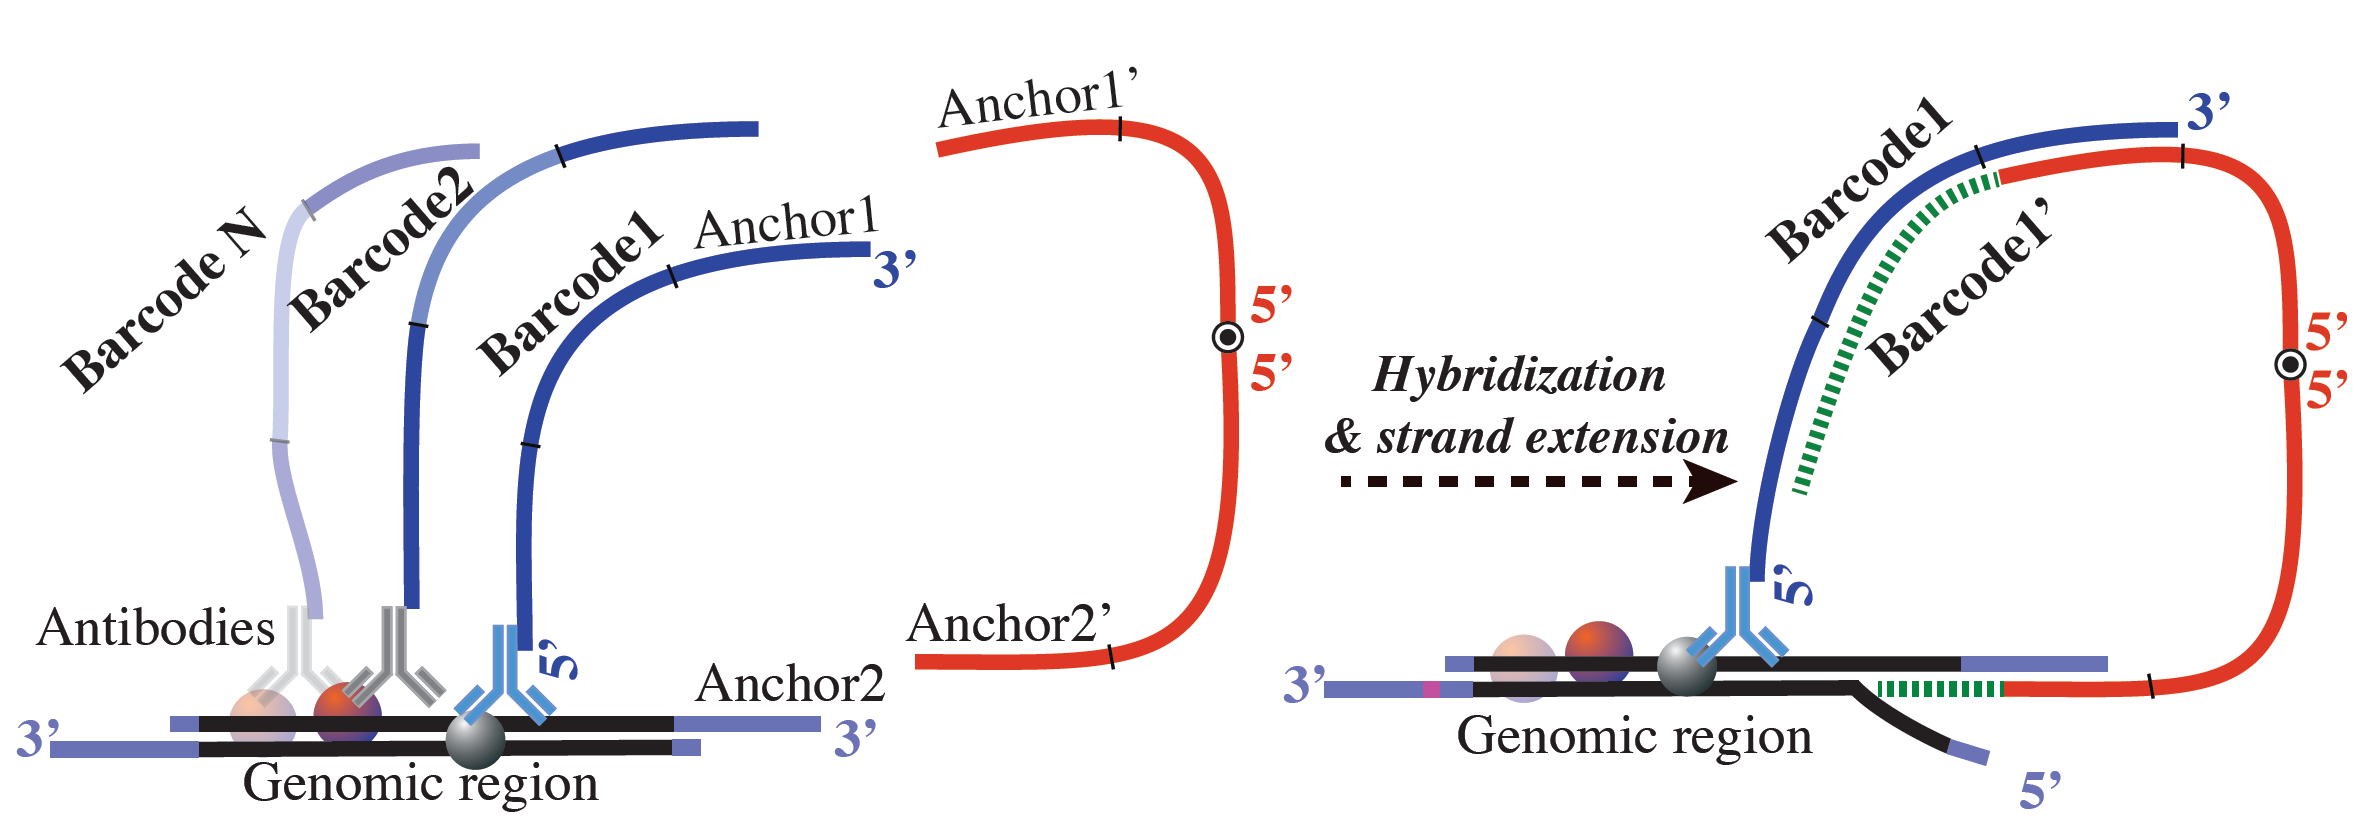 Barcode N
Barcode2
Barcode1
Anchor1
3’
Anchor1’
5’
5’
Anchor2’
Antibodies
5’
Anchor2
3’
3’
Genomic region
Hybridization
& strand extension
Barcode1
3’
Barcode1’
5’
5’
5’
3’
Genomic region
5’